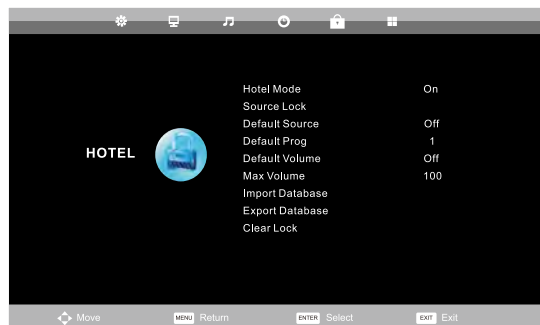 HOTEL
Hotel Mode On
Source Lock
Default Source Off
Default Prog 1
Default Volume Off
Max Volume 100
Import Database
Export Database
Clear Lock
Move MENU Return ENTER Select EXIT Exit